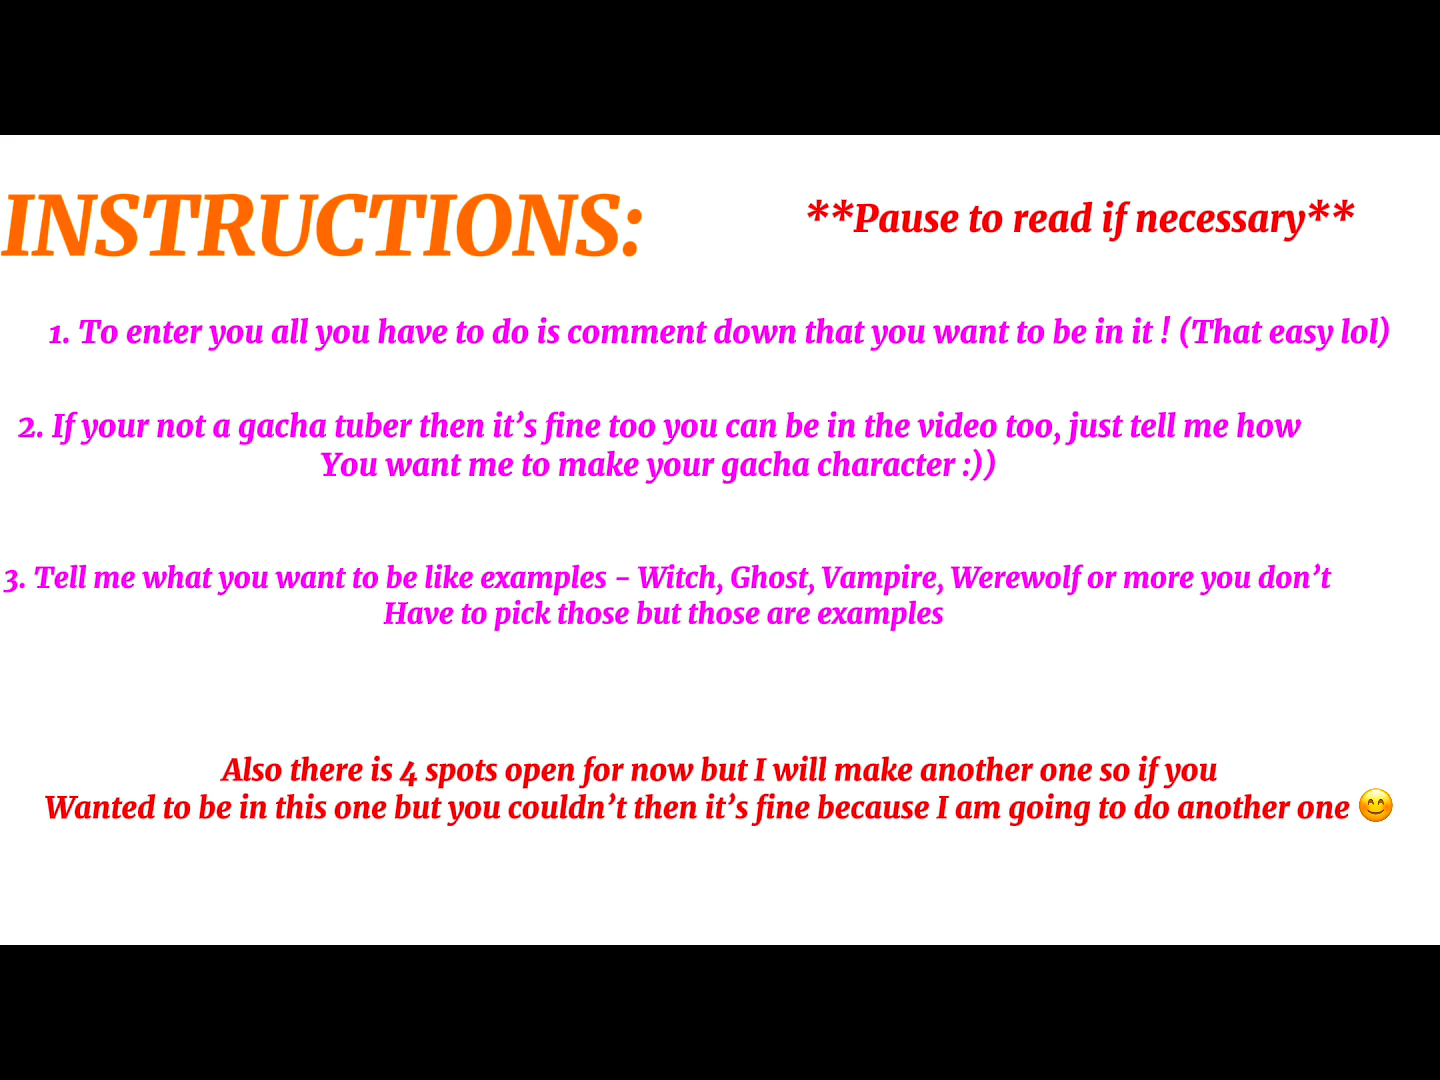 INSTRUCTIONS:
**Pause to read if necessary**
1. To enter you all you have to do is comment down that you want to be in it ! (That easy lol)
2. If your not a gacha tuber then it’s fine too you can be in the video too, just tell me how
You want me to make your gacha character :))
3. Tell me what you want to be like examples - Witch, Ghost, Vampire, Werewolf or more you don’t
Have to pick those but those are examples
Also there is 4 spots open for now but I will make another one so if you
Wanted to be in this one but you couldn’t then it’s fine because I am going to do another one 😊